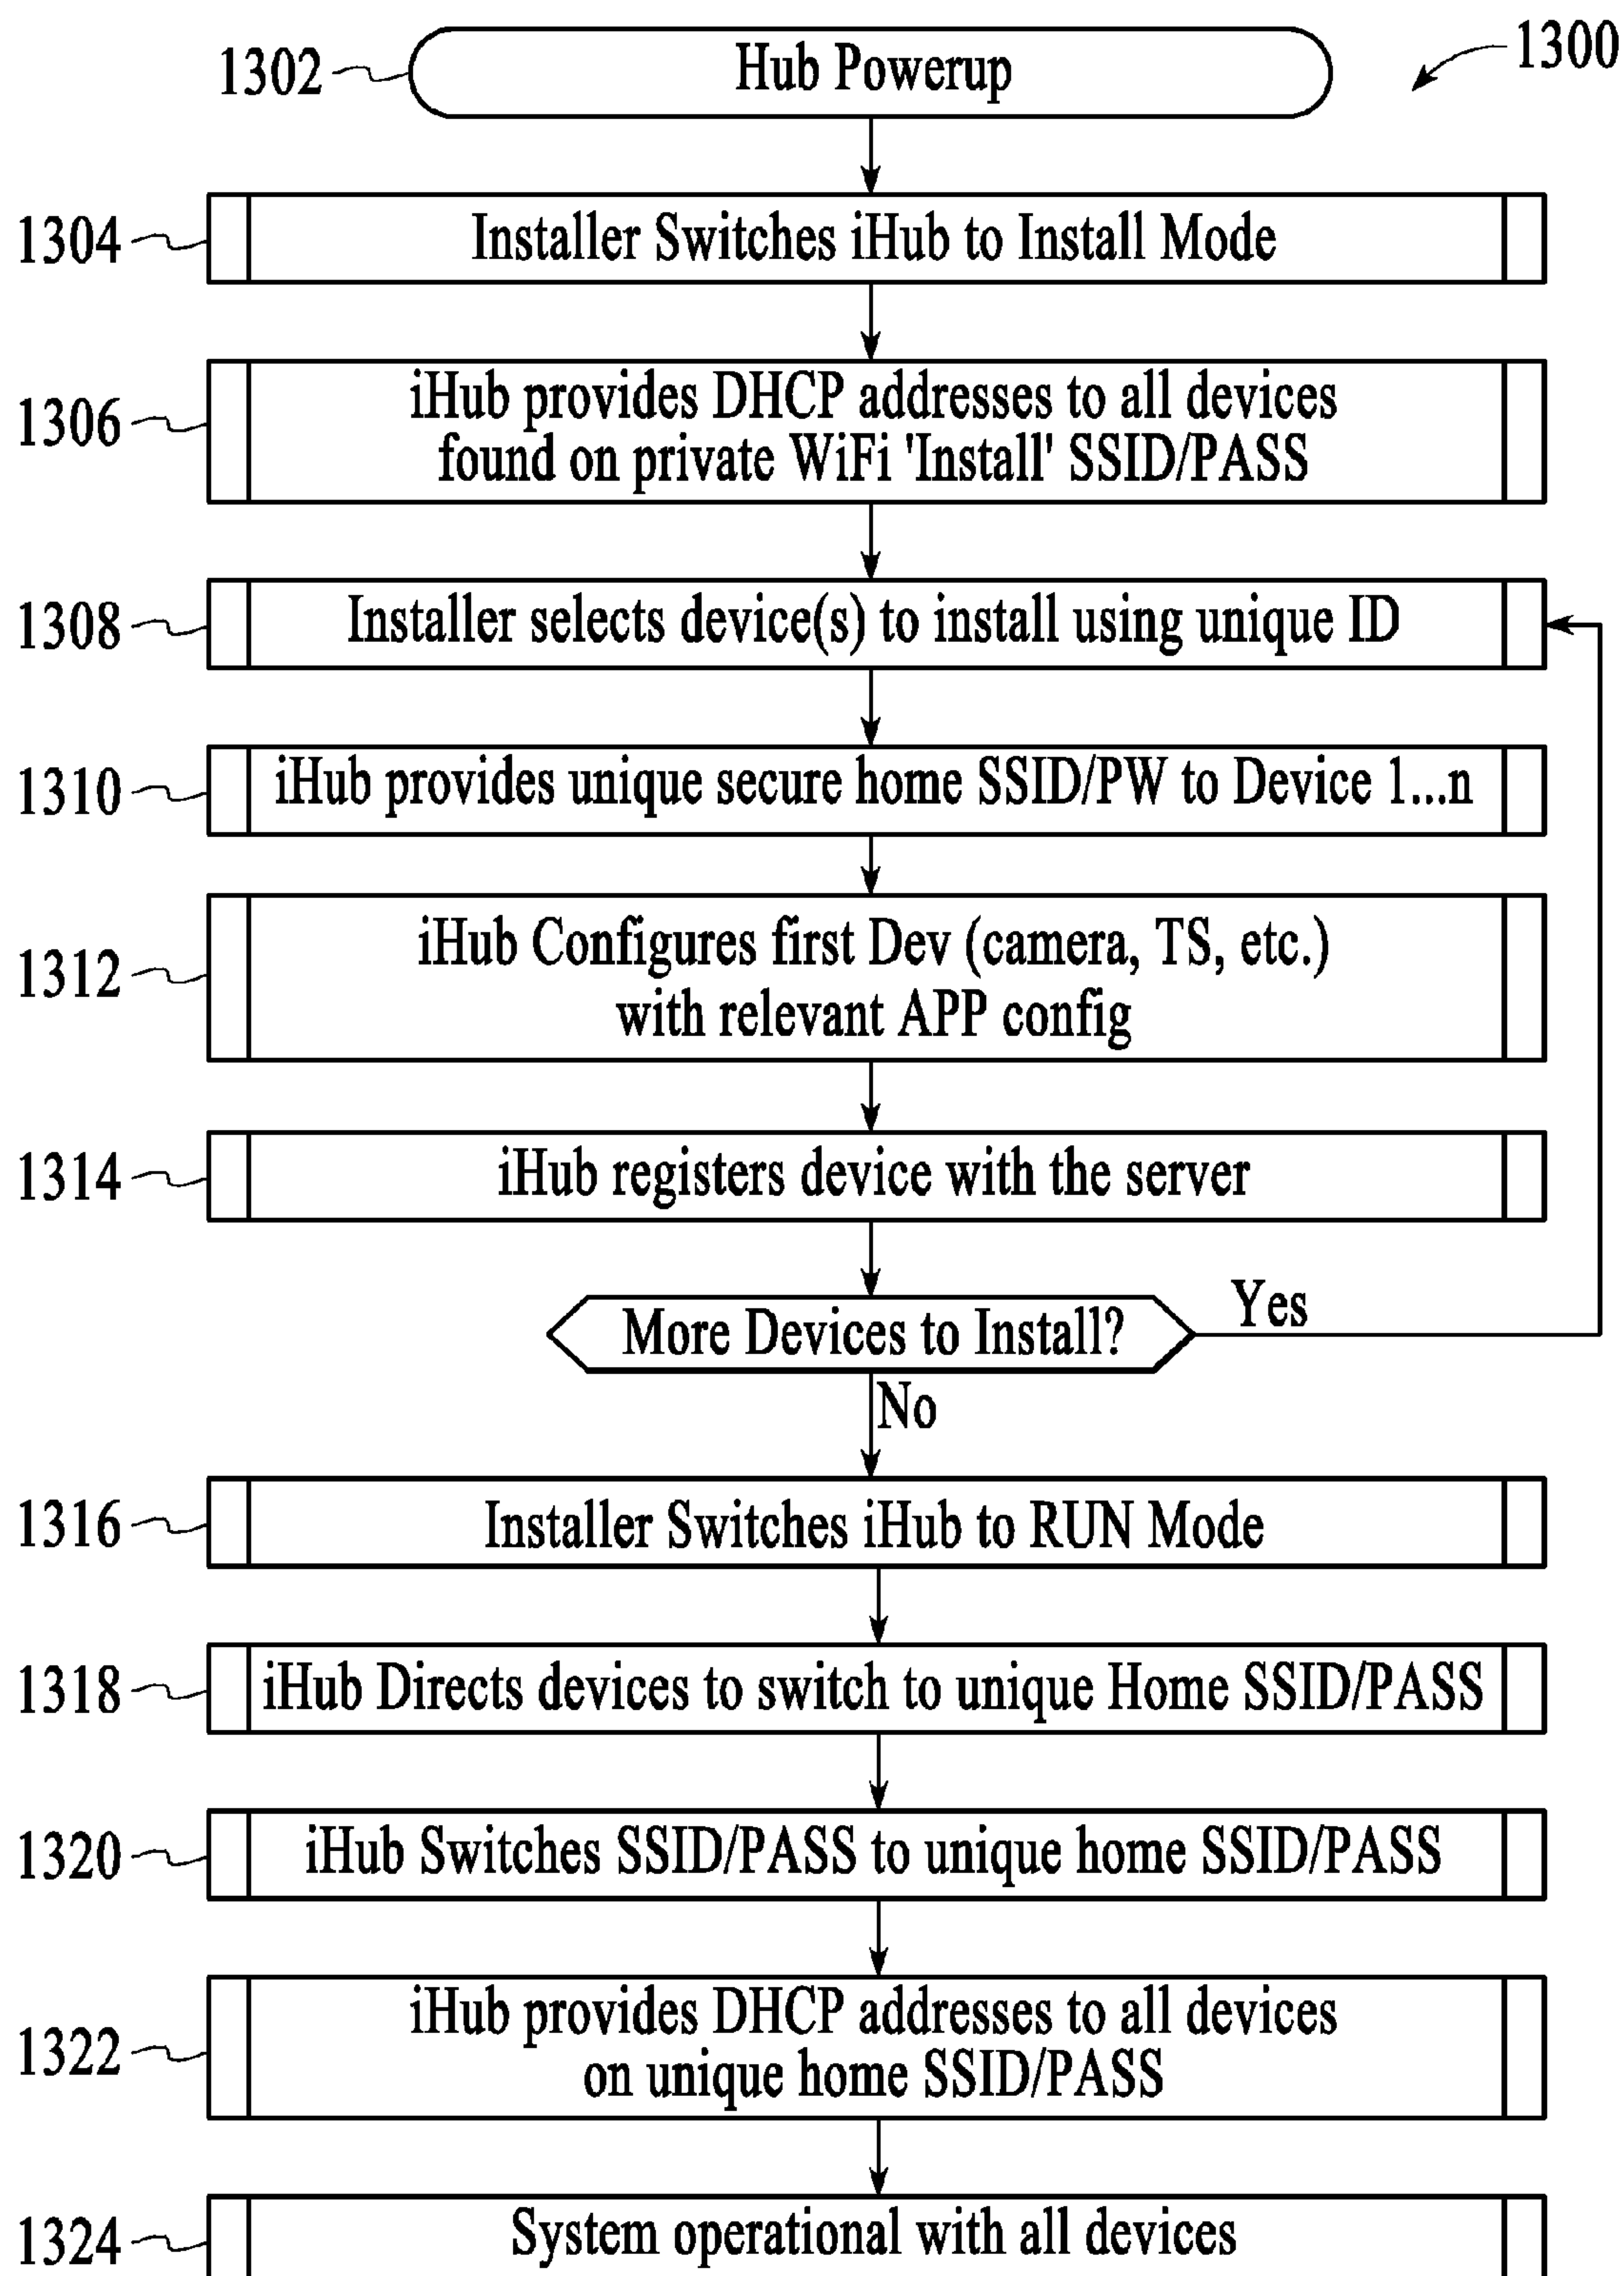 1302
Hub Powerup
1300
1304
Installer Switches iHub to Install Mode
1306
iHub provides DHCP addresses to all devices
found on private WiFi 'Install' SSID/PASS
1308
Installer selects device(s) to install using unique ID
1310
iHub provides unique secure home SSID/PW to Device 1...n
1312
iHub Configures first Dev (camera, TS, etc.)
with relevant APP config
1314
iHub registers device with the server
More Devices to Install?
Yes
No
1316
Installer Switches iHub to RUN Mode
1318
iHub Directs devices to switch to unique Home SSID/PASS
1320
iHub Switches SSID/PASS to unique home SSID/PASS
1322
iHub provides DHCP addresses to all devices
on unique home SSID/PASS
1324
System operational with all devices